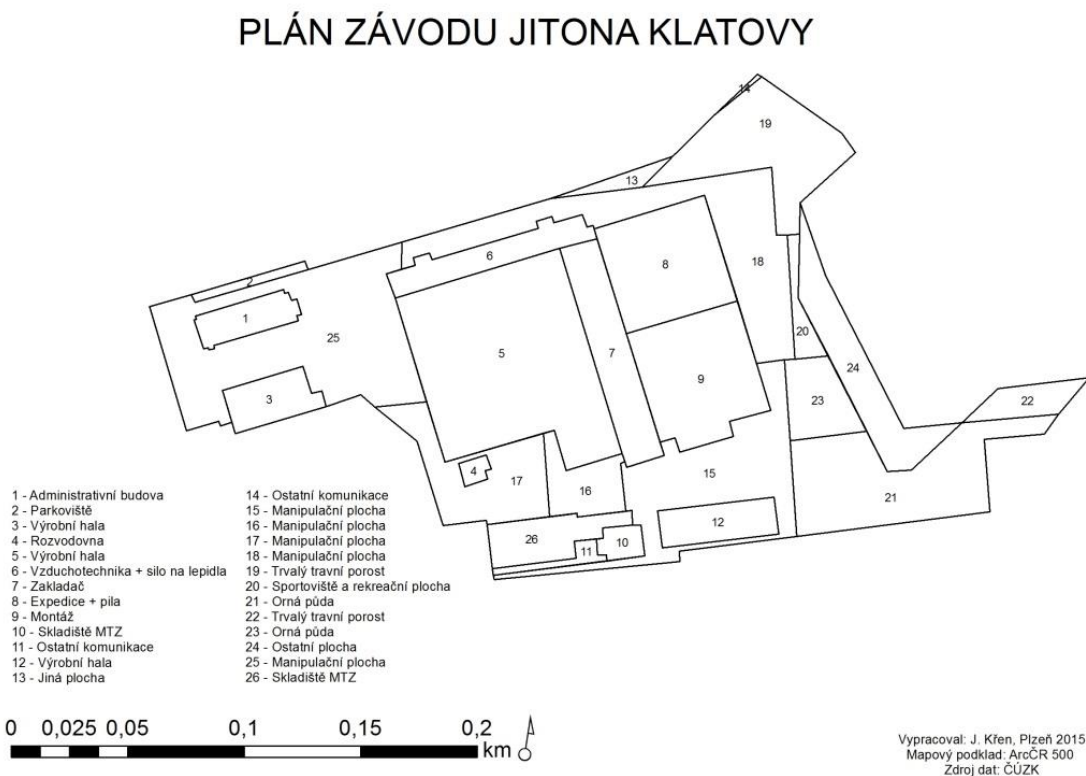 PLÁN ZÁVODU JITONA KLATOVY
14
19
13
18
6
8
2
1
25
5
7
20
24
3
9
23
22
4
17
16
15
21
12
26
11
10
1 - Administrativní budova
2 - Parkoviště
3 - Výrobní hala
4 - Rozvodovna
5 - Výrobní hala
6 - Vzduchotechnika + silo na lepidla
7 - Zakladač
8 - Expedice + pila
9 - Montáž
10 - Skladiště MTZ
11 - Ostatní komunikace
12 - Výrobní hala
13 - Jiná plocha
14 - Ostatní komunikace
15 - Manipulační plocha
16 - Manipulační plocha
17 - Manipulační plocha
18 - Manipulační plocha
19 - Trvalý travní porost
20 - Sportoviště a rekreační plocha
21 - Orná půda
22 - Trvalý travní porost
23 - Orná půda
24 - Ostatní plocha
25 - Manipulační plocha
26 - Skladiště MTZ
0 0,025 0,05 0,1 0,15 0,2
km
Vypracoval: J. Křen, Plzeň 2015
Mapový podklad: ArcČR 500
Zdroj dat: ČÚZK